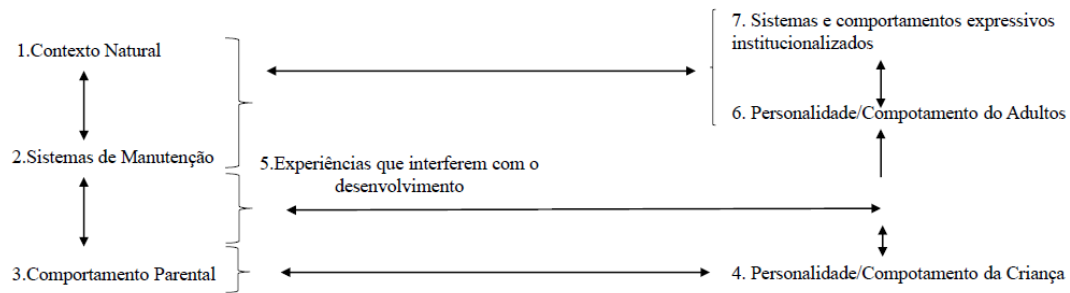 7. Sistemas e comportamentos expressivos
institucionalizados
1.Contexto Natural
6. Personalidade/Compotamento do Adultos
2.Sistemas de Manutenção
5.Experiências que interferem com o
desenvolvimento
3.Comportamento Parental
4. Personalidade/Compotamento da Criança